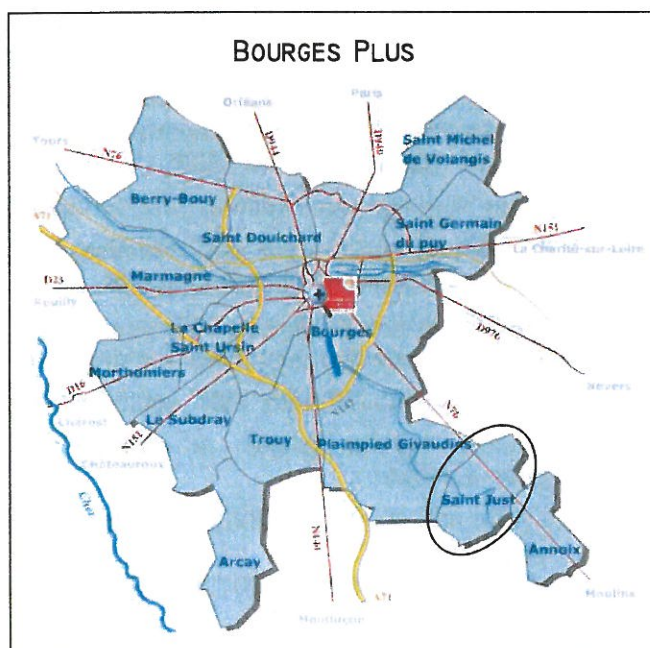 BOURGES PLUS
Orléans
Paris
Tours
N76
D944
D940
Saint Michel
de Volangis
Berry-Bouy
A71
Saint Doulchard
Saint Germain
du puy
N151
La Charité-sur-Loire
Marmagne
D23
Reuilly
La Chapelle
Saint Ursin
Bourges
D976
Nevers
Morthomiers
D16
Le Subdray
N151
N142
N76
Châteauroux
Trouy
Plaimpied Givaudins
Cher
Saint Just
Annoix
Arcay
N144
A71
Moulins
Montluçon